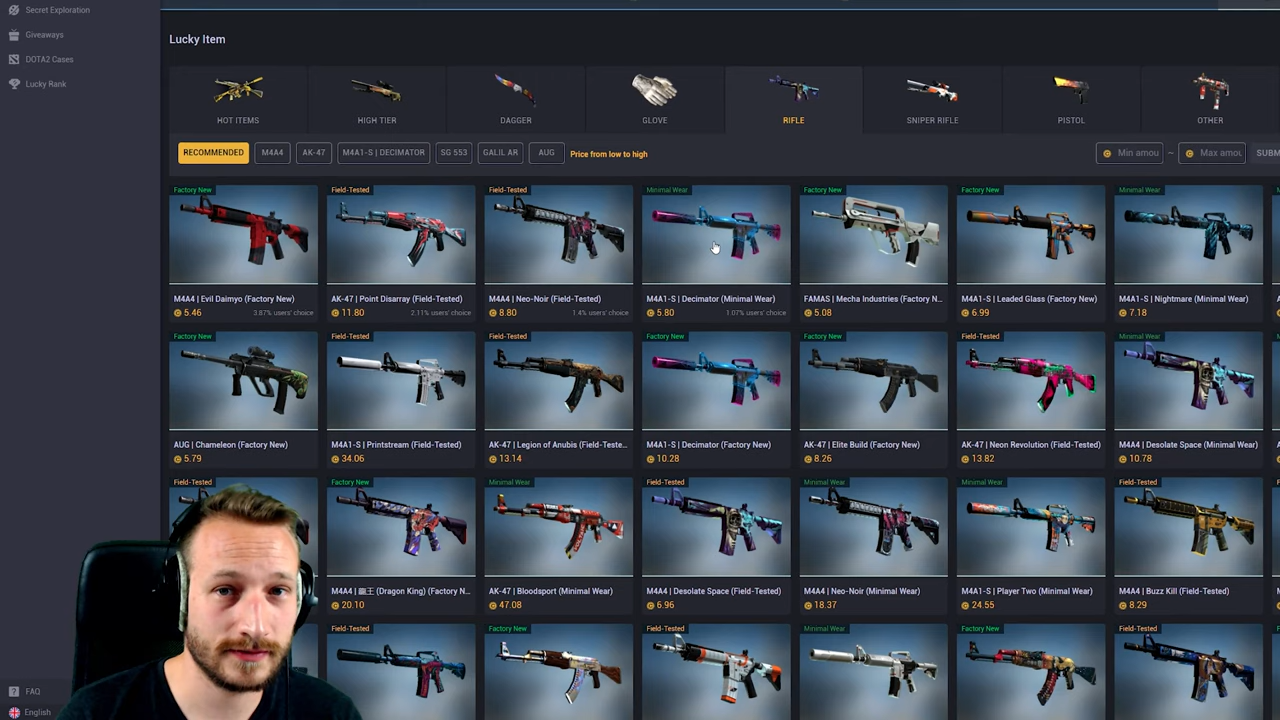 Secret Exploration
Giveaways
DOTA2 Cases
Lucky Rank
Lucky Item
HOT ITEMS
HIGH TIER
DAGGER
GLOVE
RIFLE
SNIPER RIFLE
PISTOL
OTHER
RECOMMENDED
M4A4
AK-47
M4A1-S | DECIMATOR
SG 553
GALIL AR
AUG
Price from low to high
Min amou
~
Max amou
SUBM
Factory New
Field-Tested
Field-Tested
Minimal Wear
Factory New
Factory New
Minimal Wear
M4A4 | Evil Daimyo (Factory New)
AK-47 | Point Disarray (Field-Tested)
M4A4 | Neo-Noir (Field-Tested)
M4A1-S | Decimator (Minimal Wear)
FAMAS | Mecha Industries (Factory N...
M4A1-S | Leaded Glass (Factory New)
M4A1-S | Nightmare (Minimal Wear)
5.46 3.87% users' choice
11.80 2.11% users' choice
8.80 1.4% users' choice
5.80 1.07% users' choice
5.08
6.99
7.18
Factory New
Field-Tested
Field-Tested
Factory New
Factory New
Field-Tested
Minimal Wear
AUG | Chameleon (Factory New)
M4A1-S | Printstream (Field-Tested)
AK-47 | Legion of Anubis (Field-Teste...
M4A1-S | Decimator (Factory New)
AK-47 | Elite Build (Factory New)
AK-47 | Neon Revolution (Field-Tested)
M4A4 | Desolate Space (Minimal Wear)
5.79
34.06
13.14
10.28
8.26
13.82
10.78
Field-Tested
Factory New
Minimal Wear
Field-Tested
Minimal Wear
Minimal Wear
Field-Tested
M4A4 | 龍王 (Dragon King) (Factory N...
AK-47 | Bloodsport (Minimal Wear)
M4A4 | Desolate Space (Field-Tested)
M4A4 | Neo-Noir (Minimal Wear)
M4A1-S | Player Two (Minimal Wear)
M4A4 | Buzz Kill (Field-Tested)
20.10
47.08
6.96
18.37
24.55
8.29
Field-Tested
Factory New
Field-Tested
Minimal Wear
Factory New
Field-Tested
FAQ
English